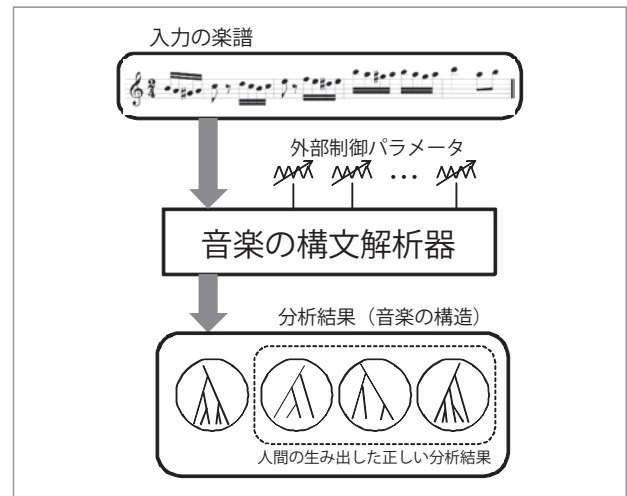 入力の楽譜
2
4
外部制御パラメータ
…
音楽の構文解析器
分析結果（音楽の構造）
人間の生み出した正しい分析結果